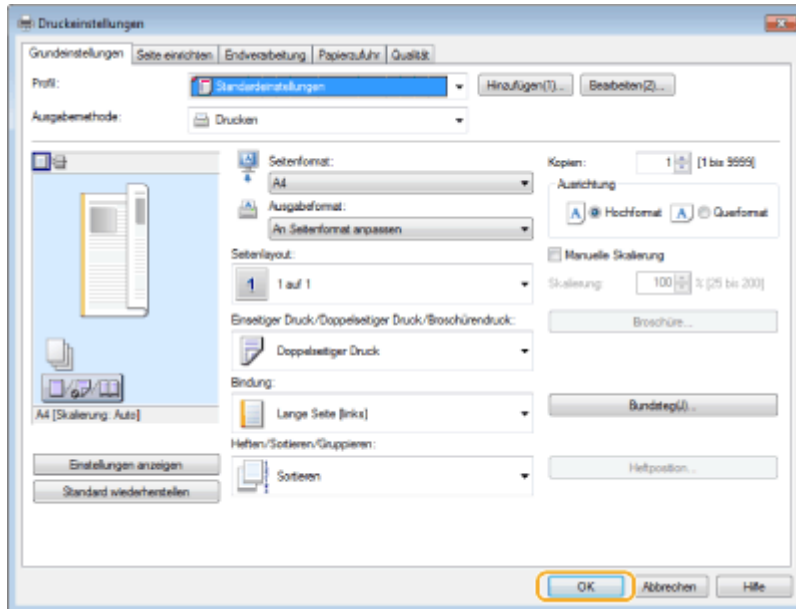 Druckeinstellungen
Grundeinstellungen Seite einrichten Endverarbeitung Papierzufuhr Qualität
Profil: Standardeinstellungen Hinzufügen(1)... Bearbeiten(2)...
Ausgabemethode: Drucken
Seitenformat: Kopien: 1 [1 bis 9999]
A4 Ausrichtung
Ausgabeformat: A Hochformat A Querformat
An Seitenformat anpassen
Seitenlayout: Manuelle Skalierung
1 1 auf 1 Skalierung: 100 % [25 bis 200]
Einseitiger Druck/Doppelseitiger Druck/Broschürendruck: Broschüre...
Doppelseitiger Druck
Bindung:
A4 [Skalierung: Auto] Lange Seite [links] Bundsteg(J)...
Heften/Sortieren/Gruppieren:
Einstellungen anzeigen Sortieren Heftposition...
Standard wiederherstellen
OK Abbrechen Hilfe